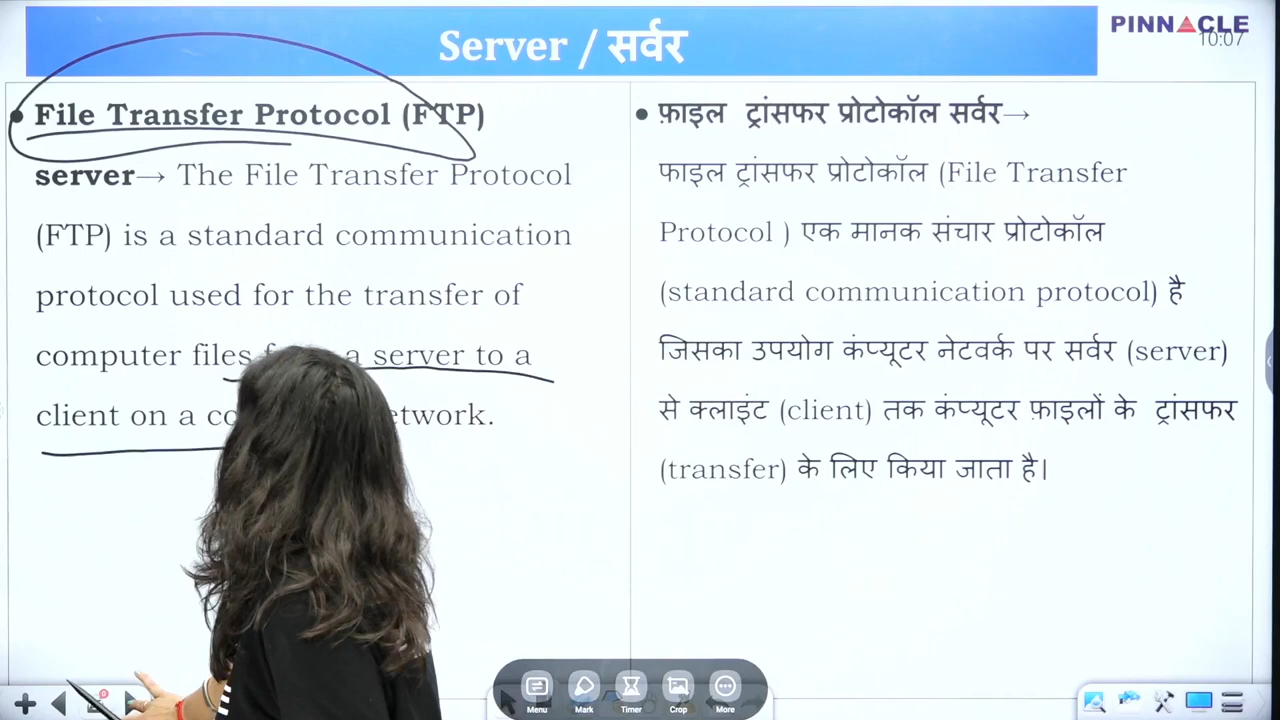 Server / सर्वर
PINNACLE
10:07
• File Transfer Protocol (FTP)
server→ The File Transfer Protocol
(FTP) is a standard communication
protocol used for the transfer of
computer files a server to a
client on a
• फ़ाइल ट्रांसफर प्रोटोकॉल सर्वर→
फाइल ट्रांसफर प्रोटोकॉल (File Transfer
Protocol ) एक मानक संचार प्रोटोकॉल
(standard communication protocol) है
जिसका उपयोग कंप्यूटर नेटवर्क पर सर्वर (server)
से क्लाइंट (client) तक कंप्यूटर फ़ाइलों के ट्रांसफर
(transfer) के लिए किया जाता है।
Menu Mark Timer Crop More